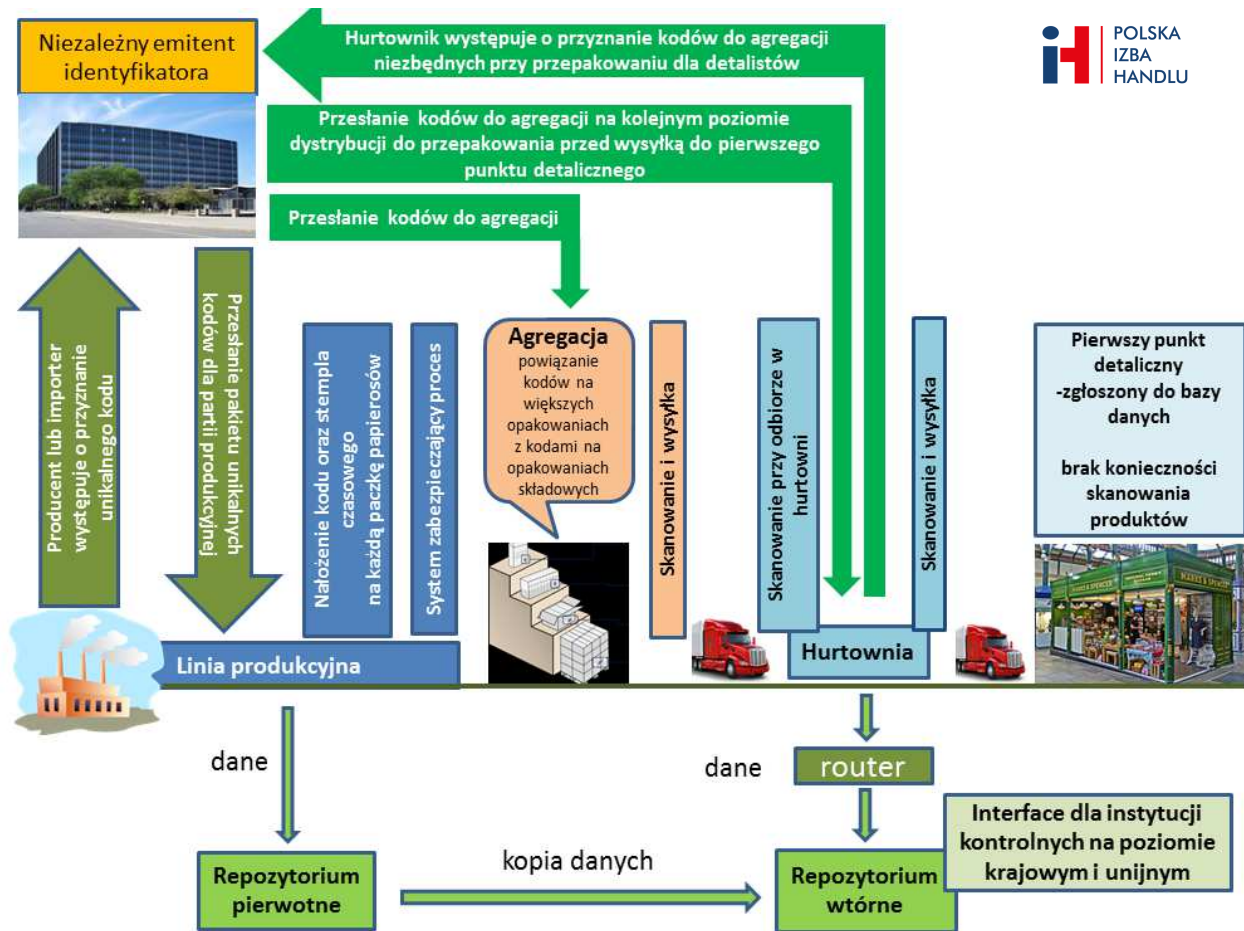 Niezależny emitent
identyfikatora
Hurtownik występuje o przyznanie kodów do agregacji
niezbędnych przy przepakowaniu dla detalistów
POLSKA
IZBA
HANDLU
Przesłanie kodów do agregacji na kolejnym poziomie
dystrybucji do przepakowania przed wysyłką do pierwszego
punktu detalicznego
Przesłanie kodów do agregacji
Producent lub importer
występuje o przyznanie
unikalnego kodu
Przesłanie pakietu unikalnych
kodów dla partii produkcyjnej
Nałożenie kodu oraz stempla
czasowego
na każdą paczkę papierosów
System zabezpieczający proces
Agregacja
powiązanie
kodów na
większych
opakowaniach
z kodami na
opakowaniach
składowych
Skanowanie i wysyłka
Skanowanie przy odbiorze w
hurtowni
Skanowanie i wysyłka
Pierwszy punkt
detaliczny
-zgłoszony do bazy
danych
brak konieczności
skanowania
produktów
MARKS & SPENCER
Linia produkcyjna
Hurtownia
dane
dane
router
Interface dla instytucji
kontrolnych na poziomie
krajowym i unijnym
Repozytorium
pierwotne
kopia danych
Repozytorium
wtórne